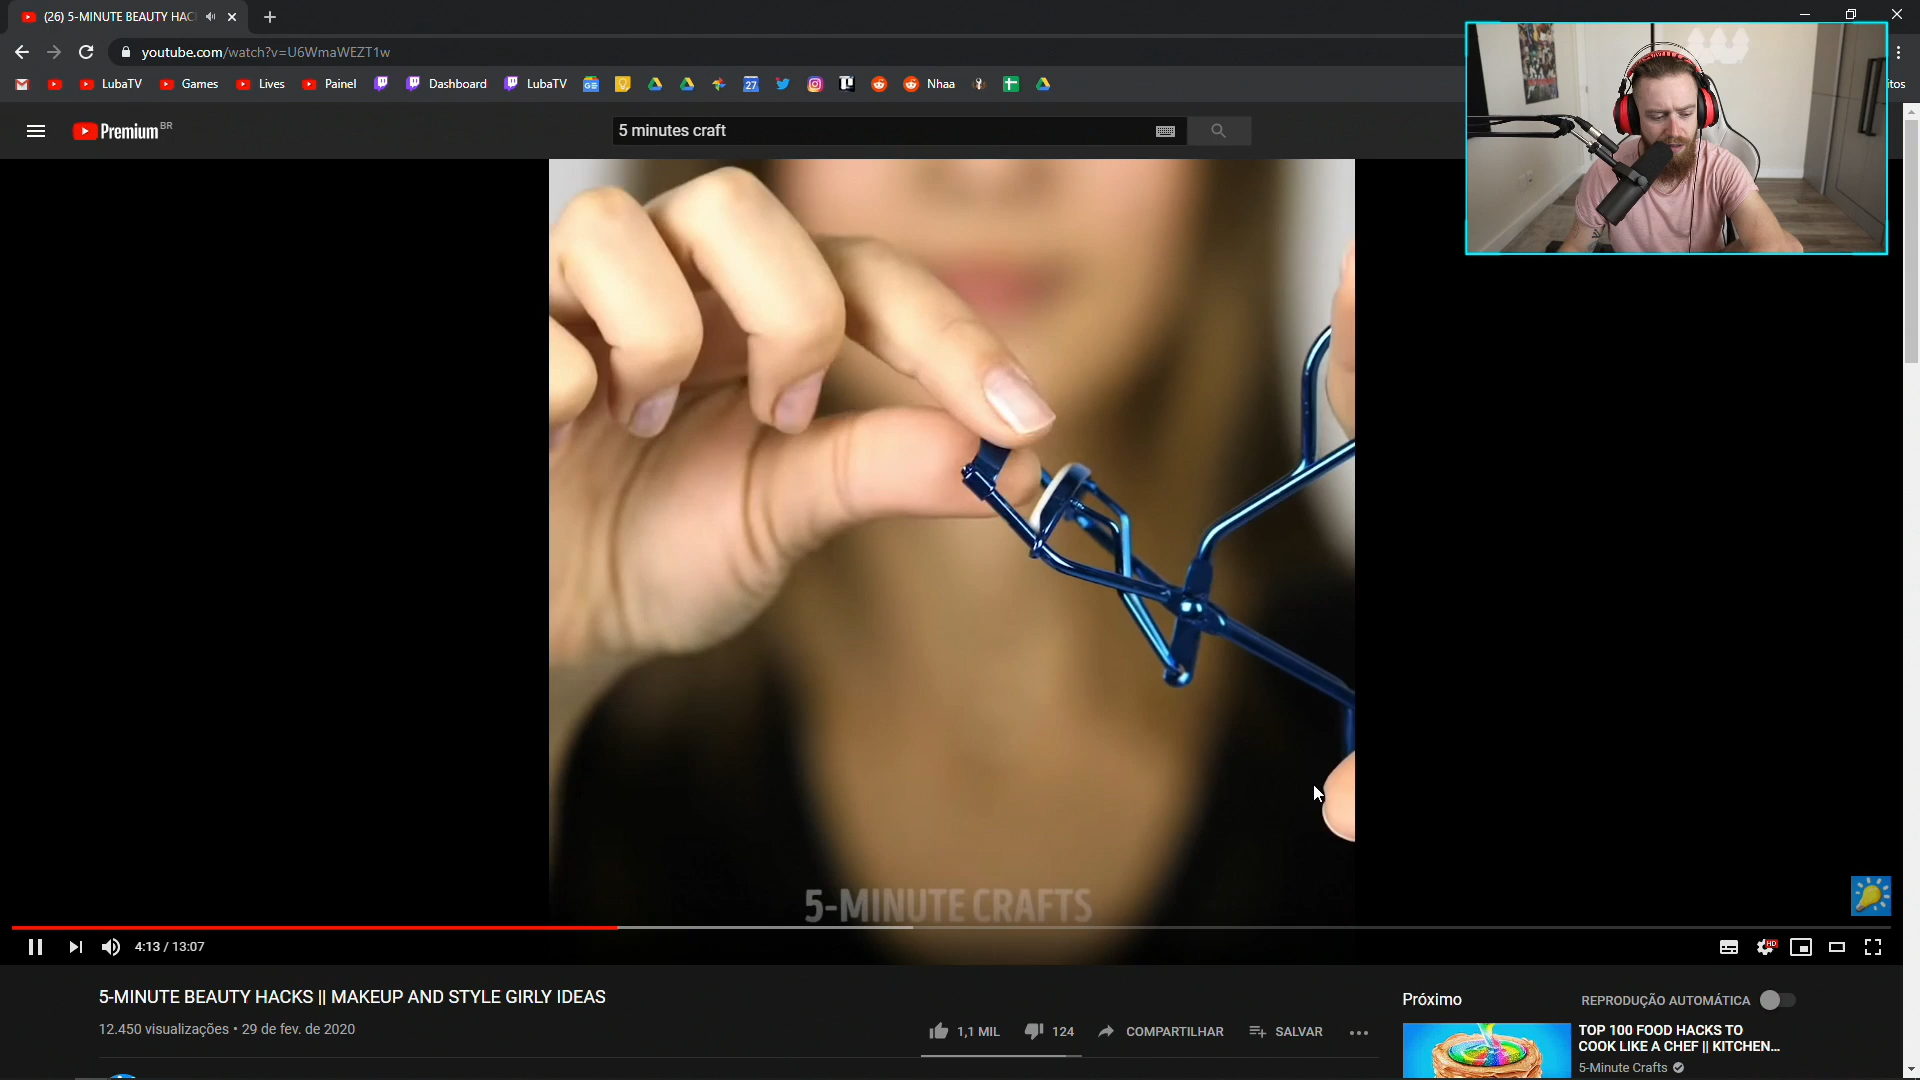 (26) 5-MINUTE BEAUTY HAC
youtube.com/watch?v=U6WmaWEZT1w
LubaTV
Games
Lives
Painel
Dashboard
LubaTV
27
Nhaa
itos
Premium BR
5 minutes craft
5-MINUTE CRAFTS
4:13 / 13:07
HD
5-MINUTE BEAUTY HACKS || MAKEUP AND STYLE GIRLY IDEAS
12.450 visualizações • 29 de fev. de 2020
1,1 MIL
124
COMPARTILHAR
SALVAR
Próximo
REPRODUÇÃO AUTOMÁTICA
TOP 100 FOOD HACKS TO
COOK LIKE A CHEF || KITCHEN...
5-Minute Crafts